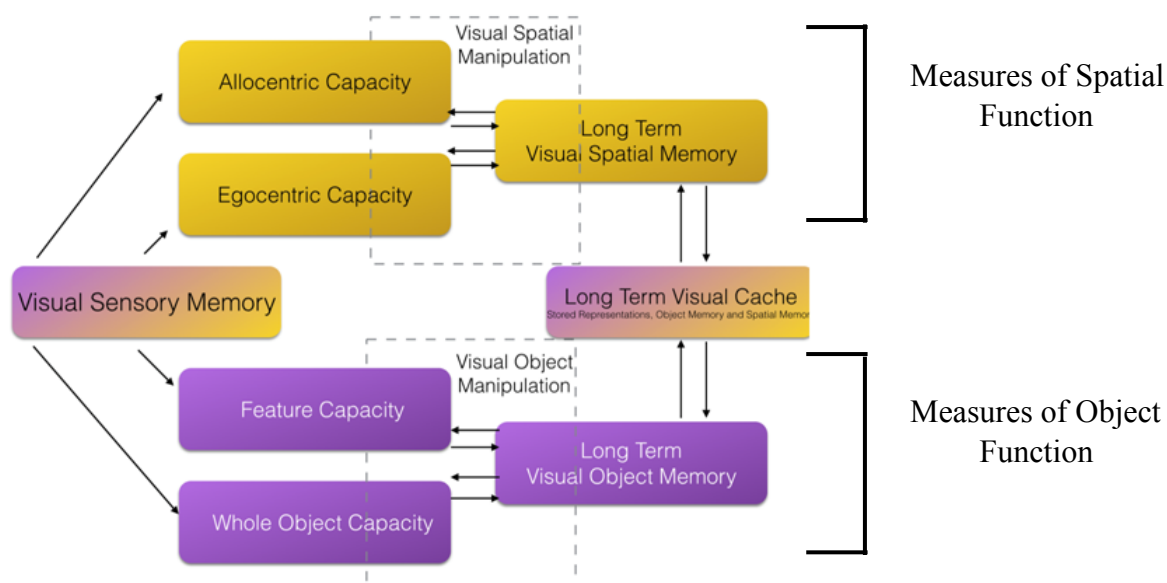 Visual Spatial
Manipulation
Allocentric Capacity
Long Term
Visual Spatial Memory
Egocentric Capacity
Measures of Spatial
Function
Visual Sensory Memory
Long Term Visual Cache
Stored Representations, Object Memory and Spatial Memor
Visual Object
Manipulation
Feature Capacity
Long Term
Visual Object Memory
Whole Object Capacity
Measures of Object
Function